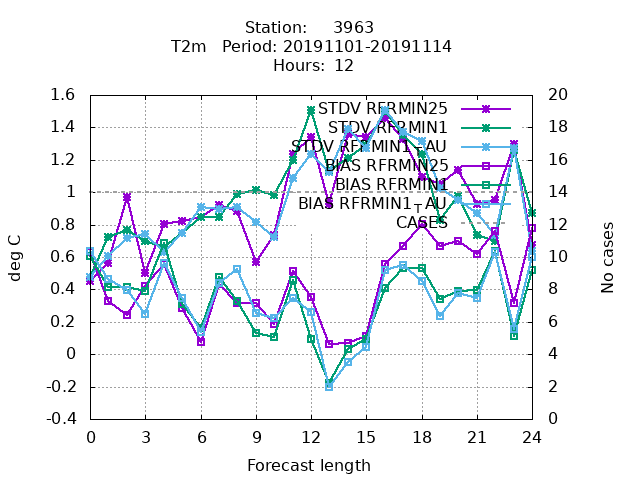 Station: 3963
T2m Period: 20191101-20191114
Hours: 12
1.6
1.4
1.2
1
0.8
0.6
0.4
0.2
0
-0.2
-0.4
deg C
20
18
16
14
12
10
8
6
4
2
0
No cases
STDV RFRMIN25
STDV RFRMIN1
STDV RFRMIN1_AU
BIAS RFRMIN25
BIAS RFRMIN1
BIAS RFRMIN1_AU
CASES
0 3 6 9 12 15 18 21 24
Forecast length